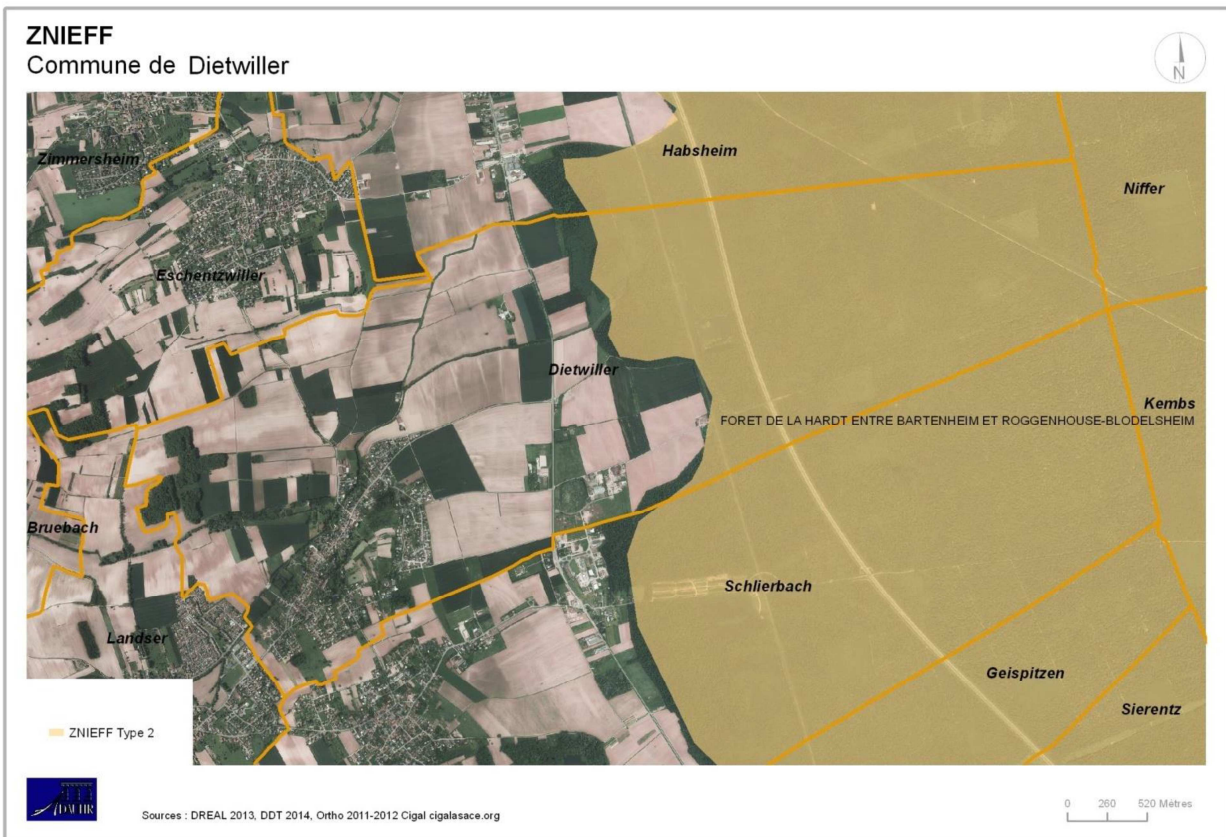 ZNIEFF
Commune de Dietwiller
N
Zimmersheim
Habsheim
Niffer
Eschentzwiller
Dietwiller
Kembs
FORET DE LA HARDT ENTRE BARTENHEIM ET ROGGENHOUSE-BLODELSHEIM
Bruebach
Schlierbach
Landser
Geispitzen
Sierentz
ZNIEFF Type 2
ADAUHR
Sources : DREAL 2013, DDT 2014, Ortho 2011-2012 Cigal cigalasace.org
0 260 520 Mètres